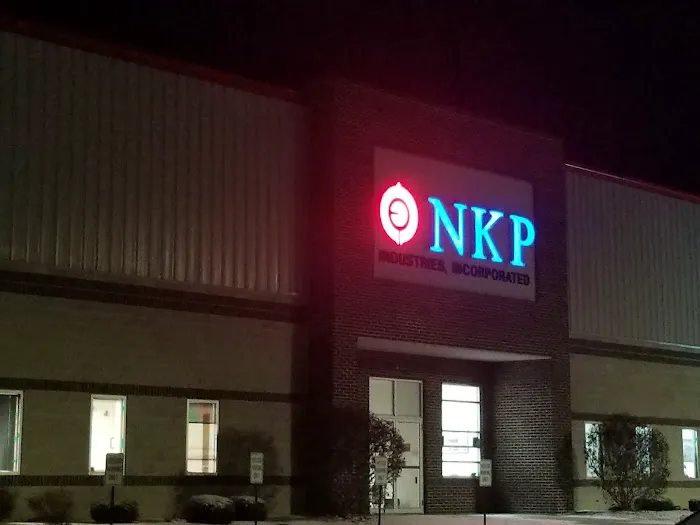 NKP
INDUSTRIES, INCORPORATED